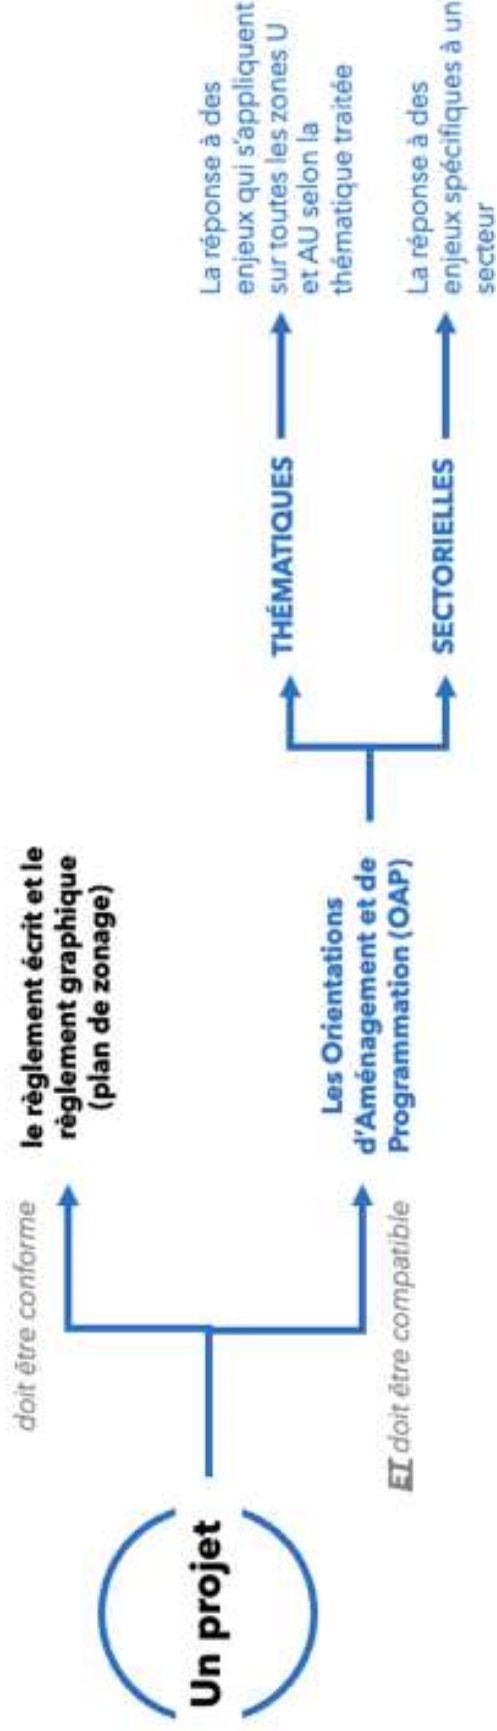 Un projet
doit être conforme
le règlement écrit et le
règlement graphique
(plan de zonage)
ET doit être compatible
Les Orientations
d'Aménagement et de
Programmation (OAP)
THÉMATIQUES
La réponse à des
enjeux qui s'appliquent
sur toutes les zones U
et AU selon la
thématique traitée
SECTORIELLES
La réponse à des
enjeux spécifiques à un
secteur